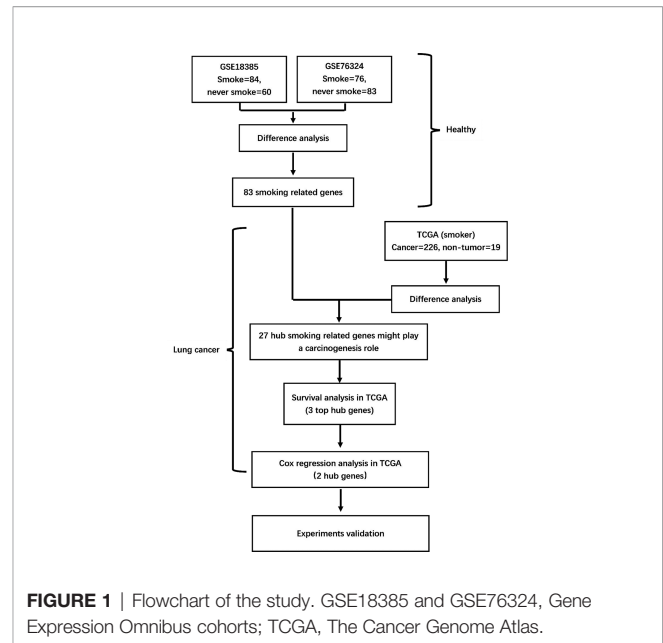 GSE18385
Smoke=84,
never smoke=60
GSE76324
Smoke=76,
never smoke=83
Difference analysis
Healthy
83 smoking related genes
TCGA (smoker)
Cancer=226, non-tumor=19
Difference analysis
27 hub smoking related genes might play
a carcinogenesis role
Lung cancer
Survival analysis in TCGA
(3 top hub genes)
Cox regression analysis in TCGA
(2 hub genes)
Experiments validation
FIGURE 1 | Flowchart of the study. GSE18385 and GSE76324, Gene
Expression Omnibus cohorts; TCGA, The Cancer Genome Atlas.